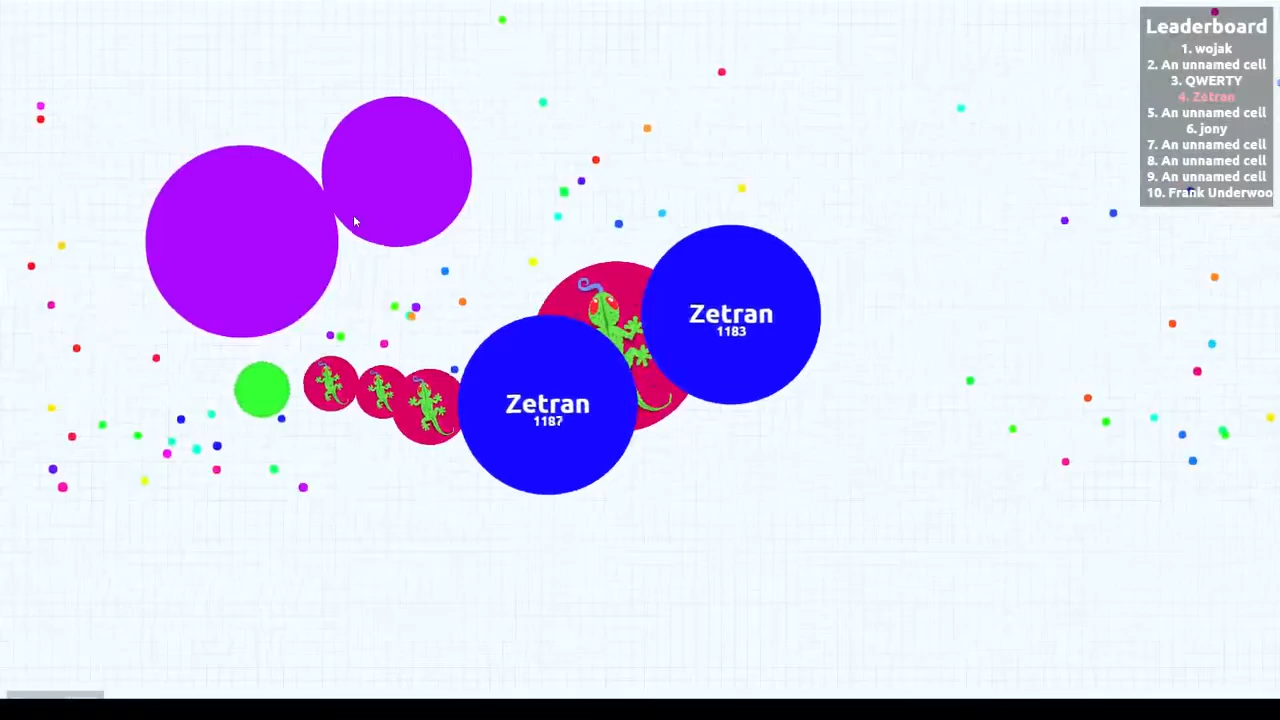 Leaderboard
1. wojak
2. An unnamed cell
3. QWERTY
4. Zetran
5. An unnamed cell
6. jony
7. An unnamed cell
8. An unnamed cell
9. An unnamed cell
10. Frank Underwoo
Zetran
1183
Zetran
1187